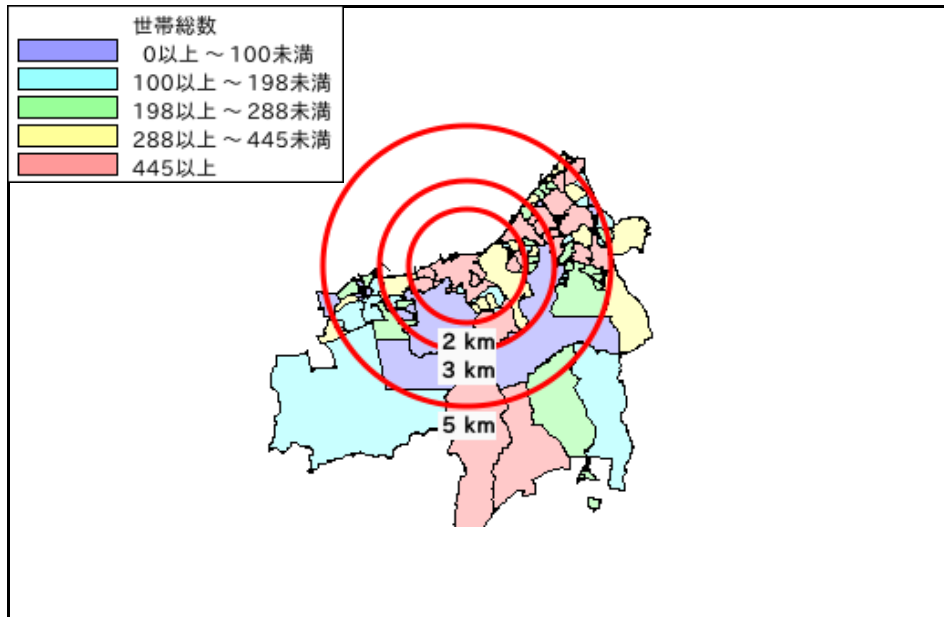 世帯総数
0以上 ～ 100未満
100以上 ～ 198未満
198以上 ～ 288未満
288以上 ～ 445未満
445以上
2 km
3 km
5 km